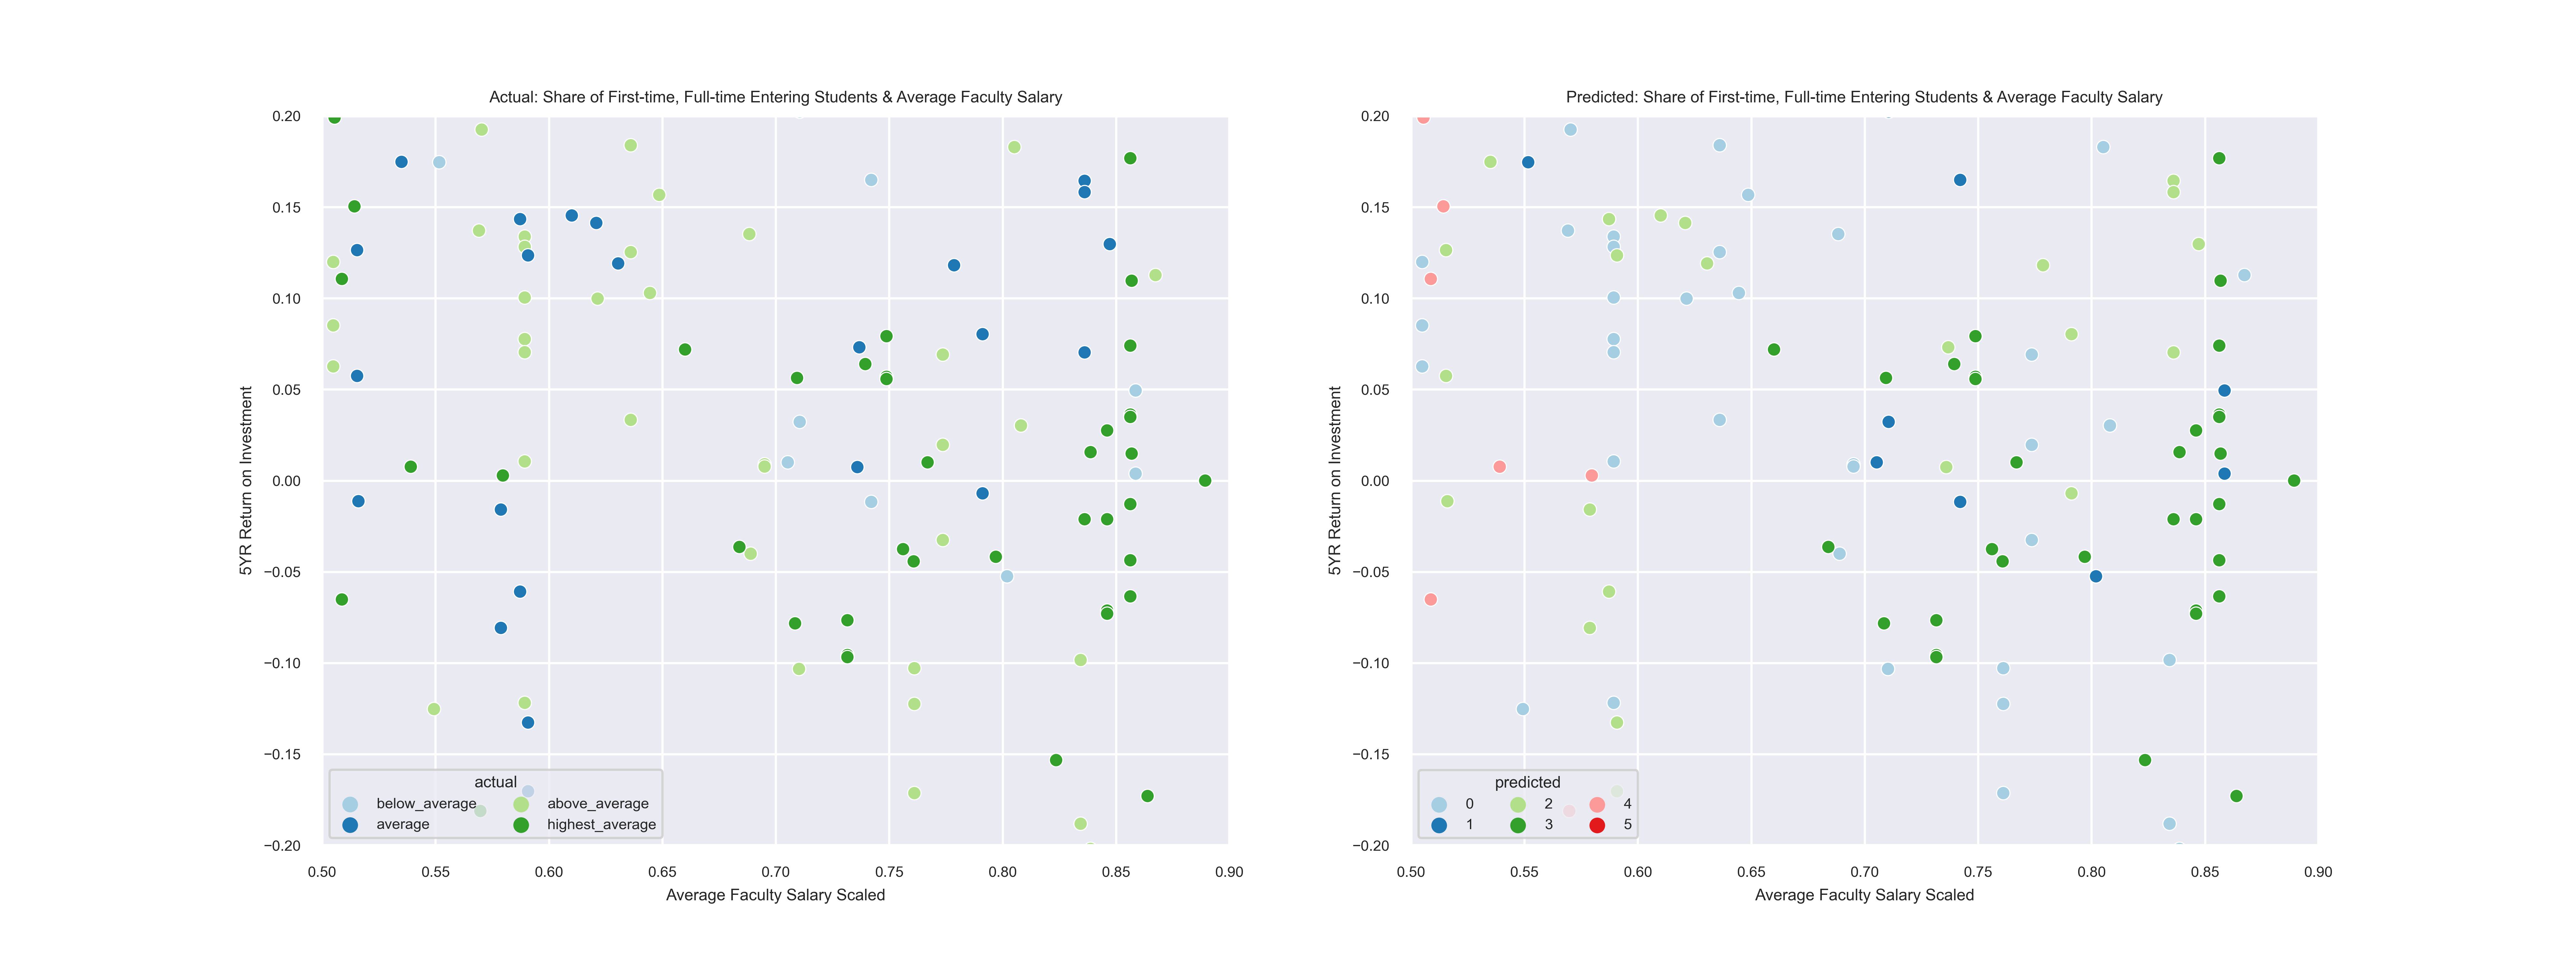 Actual: Share of First-time, Full-time Entering Students & Average Faculty Salary
0.20
0.15
0.10
0.05
0.00
−0.05
−0.10
−0.15
−0.20
5YR Return on Investment
actual
below_average above_average
average highest_average
0.50 0.55 0.60 0.65 0.70 0.75 0.80 0.85 0.90
Average Faculty Salary Scaled
Predicted: Share of First-time, Full-time Entering Students & Average Faculty Salary
0.20
0.15
0.10
0.05
0.00
−0.05
−0.10
−0.15
−0.20
5YR Return on Investment
predicted
0 2 4
1 3 5
0.50 0.55 0.60 0.65 0.70 0.75 0.80 0.85 0.90
Average Faculty Salary Scaled